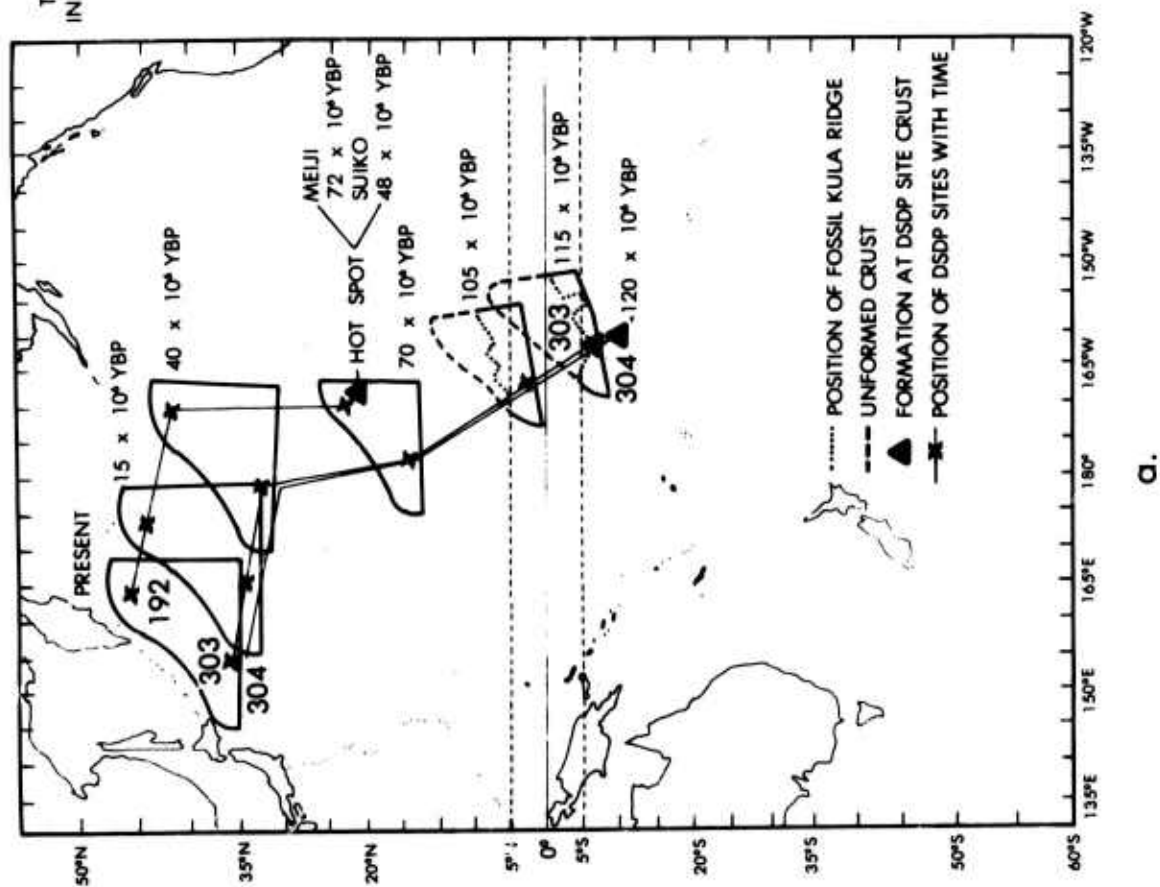 T
IN
50°N
35°N
20°N
5°
0°
5°S
20°S
35°S
60°S
135°E
150°E
165°E
180°
165°W
150°W
135°W
120°W
PRESENT
15 x 10⁶ YBP
40 x 10⁶ YBP
192
303
304
MEIJI
72 x 10⁶ YBP
SUIKO
48 x 10⁶ YBP
HOT SPOT
70 x 10⁶ YBP
105 x 10⁶ YBP
115 x 10⁶ YBP
120 x 10⁶ YBP
303
304
POSITION OF FOSSIL KULA RIDGE
UNFORMED CRUST
FORMATION AT DSDP SITE CRUST
POSITION OF DSDP SITES WITH TIME
a.